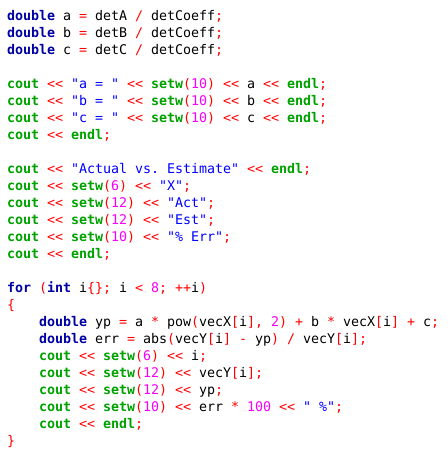 double a = detA / detCoeff;
double b = detB / detCoeff;
double c = detC / detCoeff;

cout << "a = " << setw(10) << a << endl;
cout << "b = " << setw(10) << b << endl;
cout << "c = " << setw(10) << c << endl;
cout << endl;

cout << "Actual vs. Estimate" << endl;
cout << setw(6) << "X";
cout << setw(12) << "Act";
cout << setw(12) << "Est";
cout << setw(10) << "% Err";
cout << endl;

for (int i{}; i < 8; ++i)
{
    double yp = a * pow(vecX[i], 2) + b * vecX[i] + c;
    double err = abs(vecY[i] - yp) / vecY[i];
    cout << setw(6) << i;
    cout << setw(12) << vecY[i];
    cout << setw(12) << yp;
    cout << setw(10) << err * 100 << " %";
    cout << endl;
}